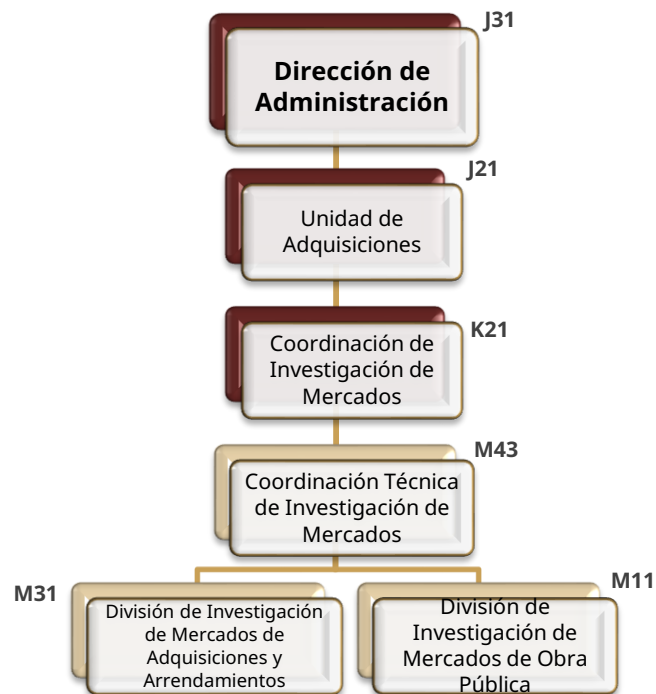 J31
Dirección de
Administración
J21
Unidad de
Adquisiciones
K21
Coordinación de
Investigación de
Mercados
M43
Coordinación Técnica
de Investigación de
Mercados
M31
División de Investigación
de Mercados de
Adquisiciones y
Arrendamientos
M11
División de
Investigación de
Mercados de Obra
Pública